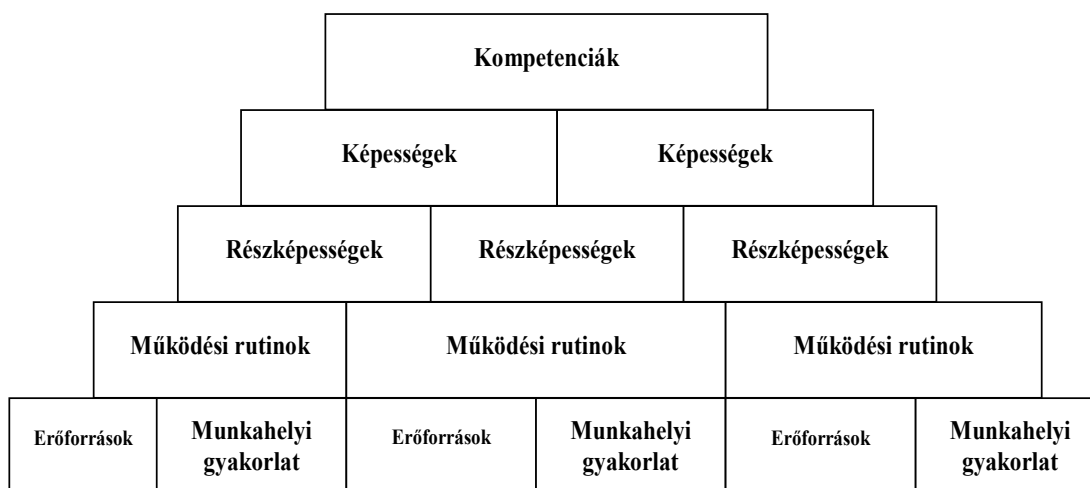 Kompetenciák
Képességek
Képességek
Részképességek
Részképességek
Részképességek
Működési rutinok
Működési rutinok
Működési rutinok
Erőforrások
Munkahelyi
gyakorlat
Erőforrások
Munkahelyi
gyakorlat
Erőforrások
Munkahelyi
gyakorlat